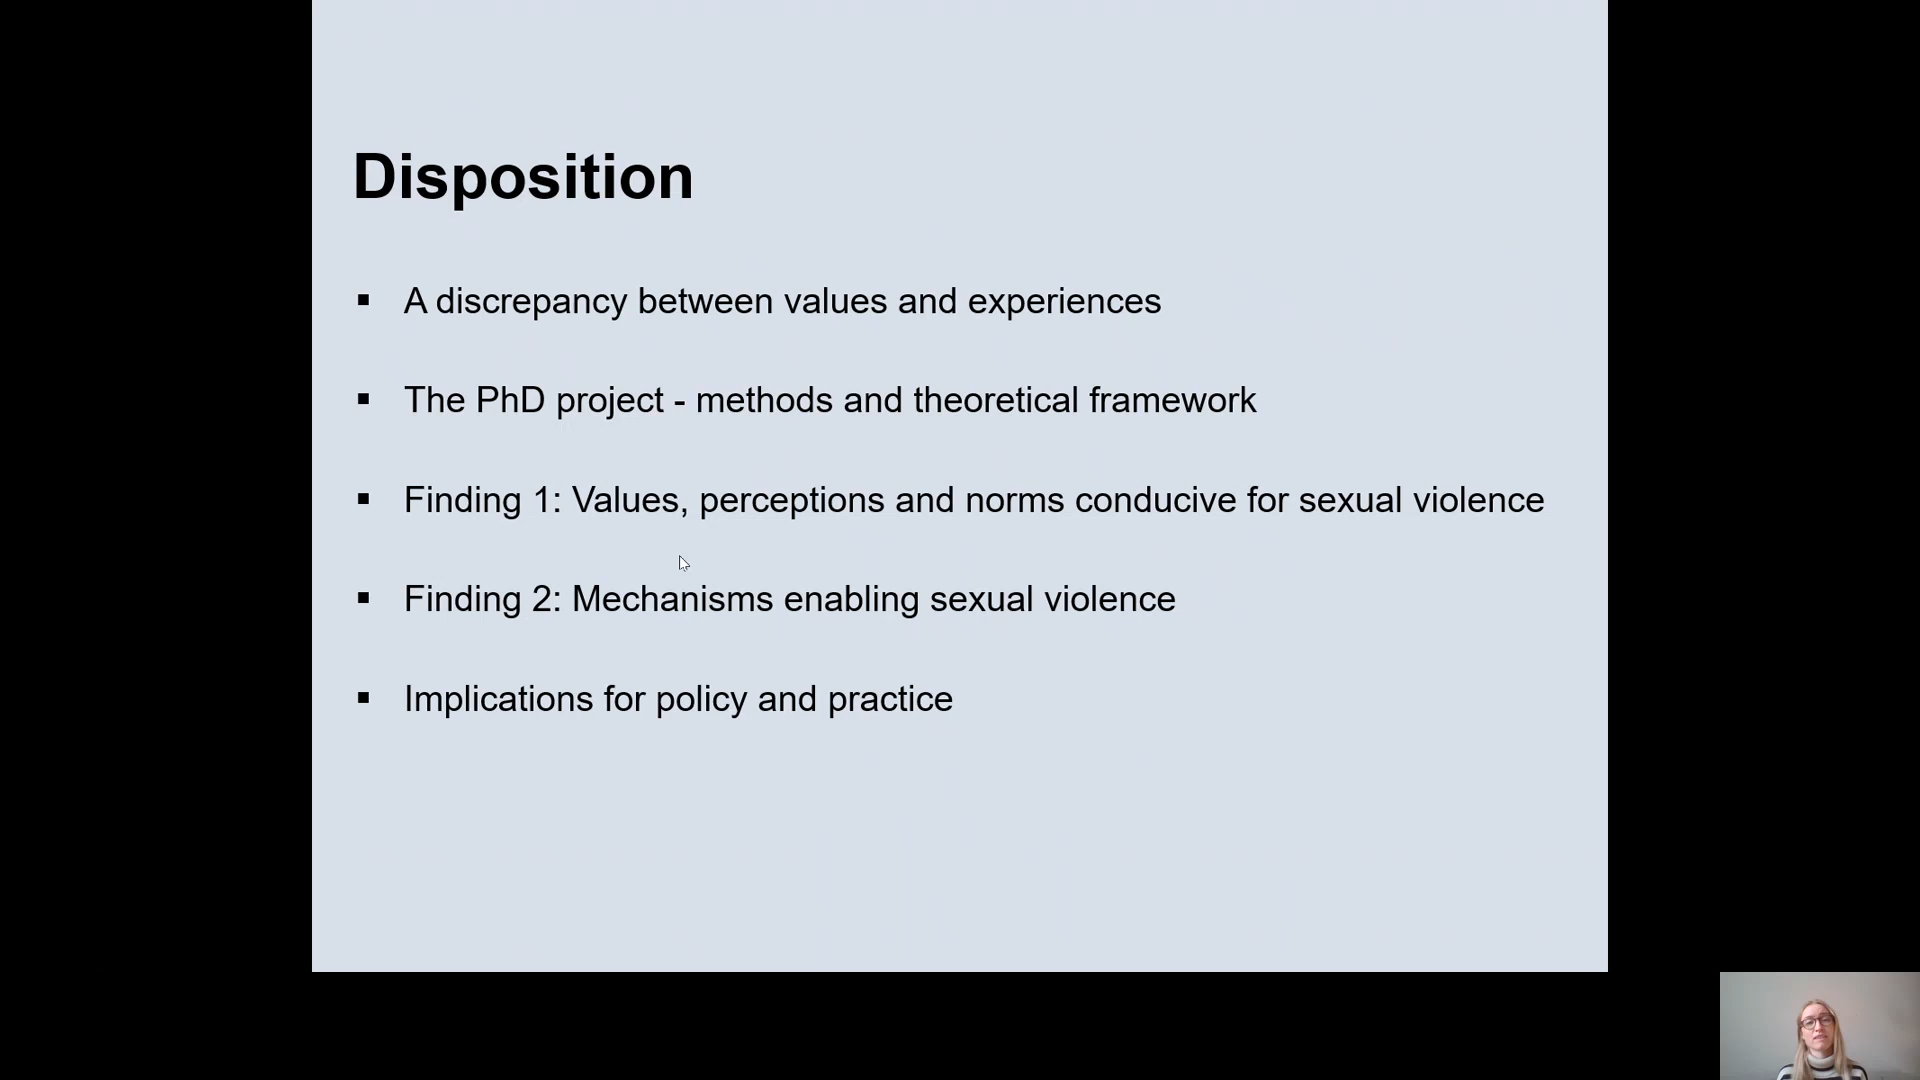 Disposition
▪ A discrepancy between values and experiences
▪ The PhD project - methods and theoretical framework
▪ Finding 1: Values, perceptions and norms conducive for sexual violence
▪ Finding 2: Mechanisms enabling sexual violence
▪ Implications for policy and practice